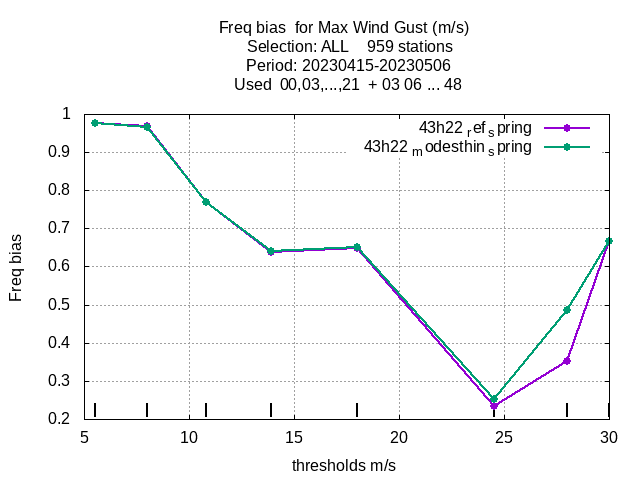 Freq bias  for Max Wind Gust (m/s)
Selection: ALL    959 stations
Period: 20230415-20230506
Used  00,03,...,21  + 03 06 ... 48
43h22 ref spring
43h22 modesthin spring
1
0.9
0.8
0.7
0.6
0.5
0.4
0.3
0.2
Freq bias
5 10 15 20 25 30
thresholds m/s